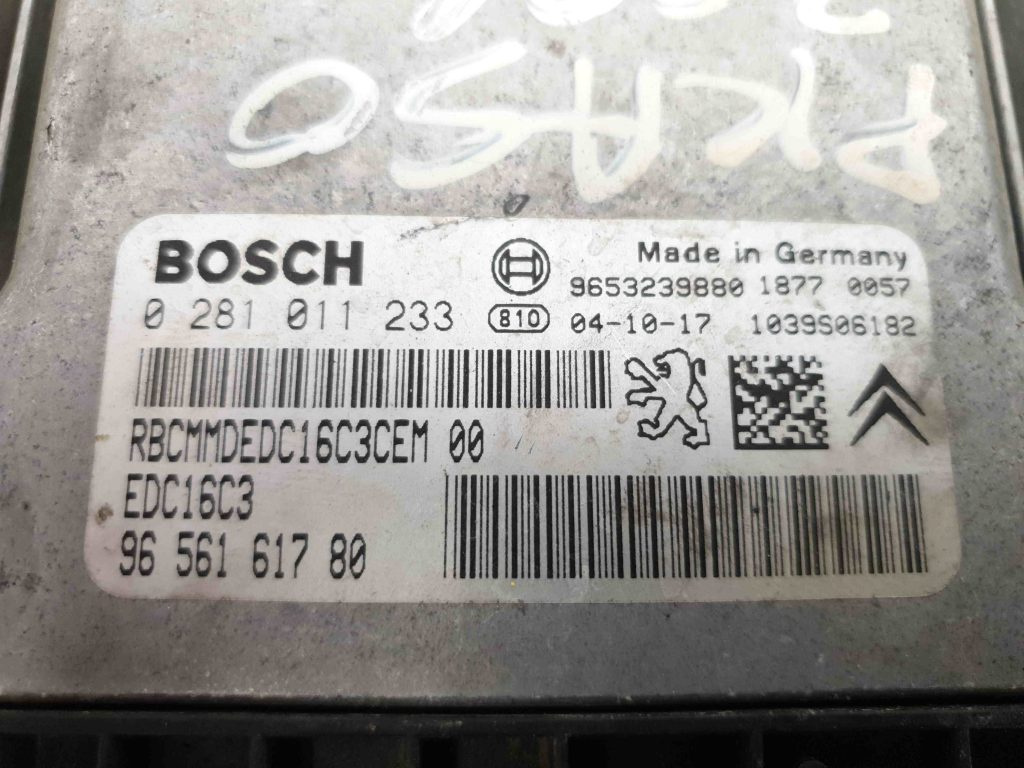 PKASO
BOSCH
Made in Germany
9653239880 1877 0057
0 281 011 233 810 04-10-17 1039S06182
RBCMMDEDC16C3CEM 00
EDC16C3
96 561 617 80